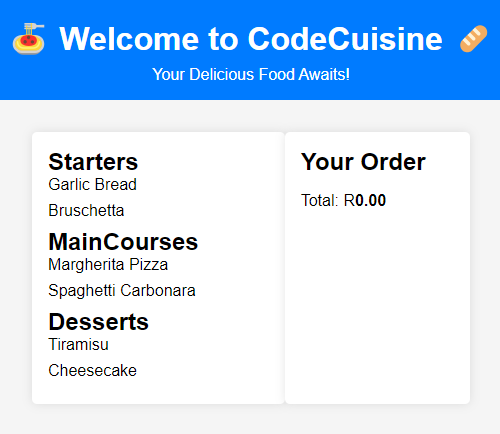 Welcome to CodeCuisine
Your Delicious Food Awaits!
Starters
Garlic Bread
Bruschetta
MainCourses
Margherita Pizza
Spaghetti Carbonara
Desserts
Tiramisu
Cheesecake
Your Order
Total: R0.00